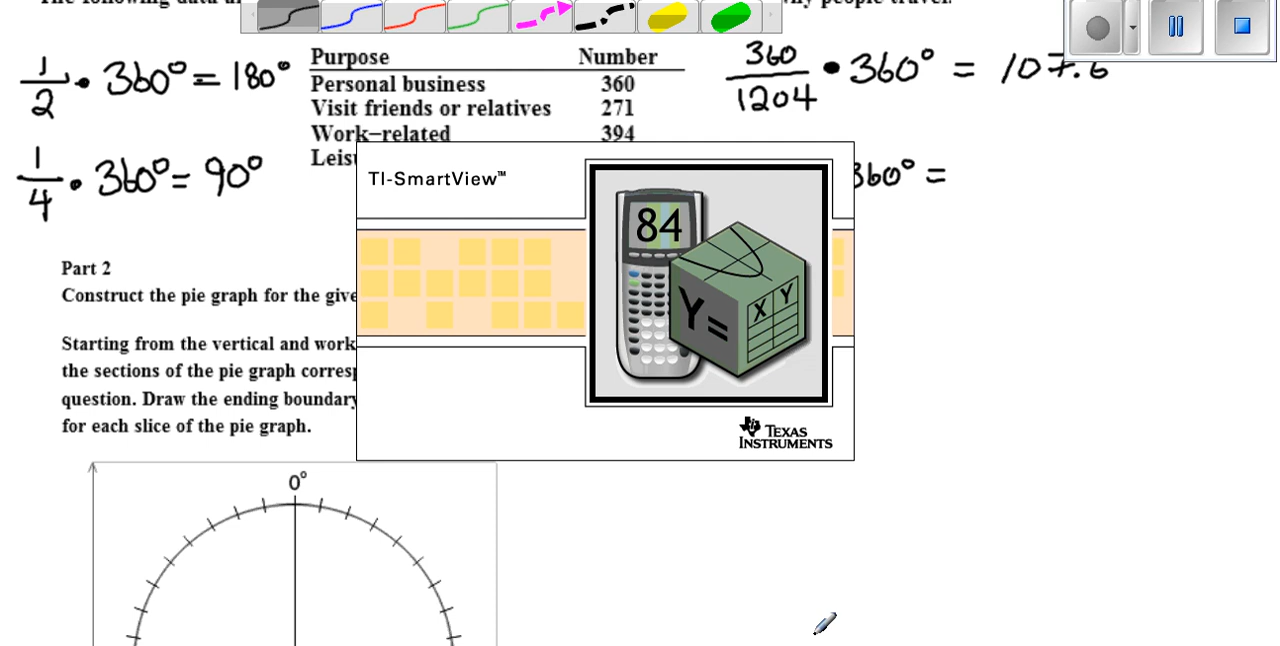 Purpose Number
Personal business 360
Visit friends or relatives 271
Work–related 394
1/2 • 360° = 180°
1/4 • 360° = 90°
360/1204 • 360° = 107.6
360° =
TI-SmartView™
84
Y=
X Y
TEXAS
INSTRUMENTS
Part 2
Construct the pie graph for the give
Starting from the vertical and work
the sections of the pie graph corresp
question. Draw the ending boundary
for each slice of the pie graph.
0°